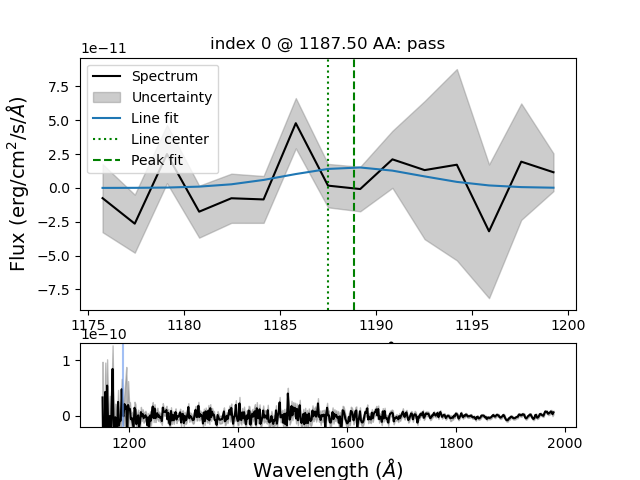 index 0 @ 1187.50 AA: pass
1e−11
Spectrum
Uncertainty
Line fit
Line center
Peak fit
7.5
5.0
2.5
0.0
−2.5
−5.0
−7.5
Flux (erg/cm²/s/Å)
1175 1180 1185 1190 1195 1200
1e−10
1
0
1200 1400 1600 1800 2000
Wavelength (Å)